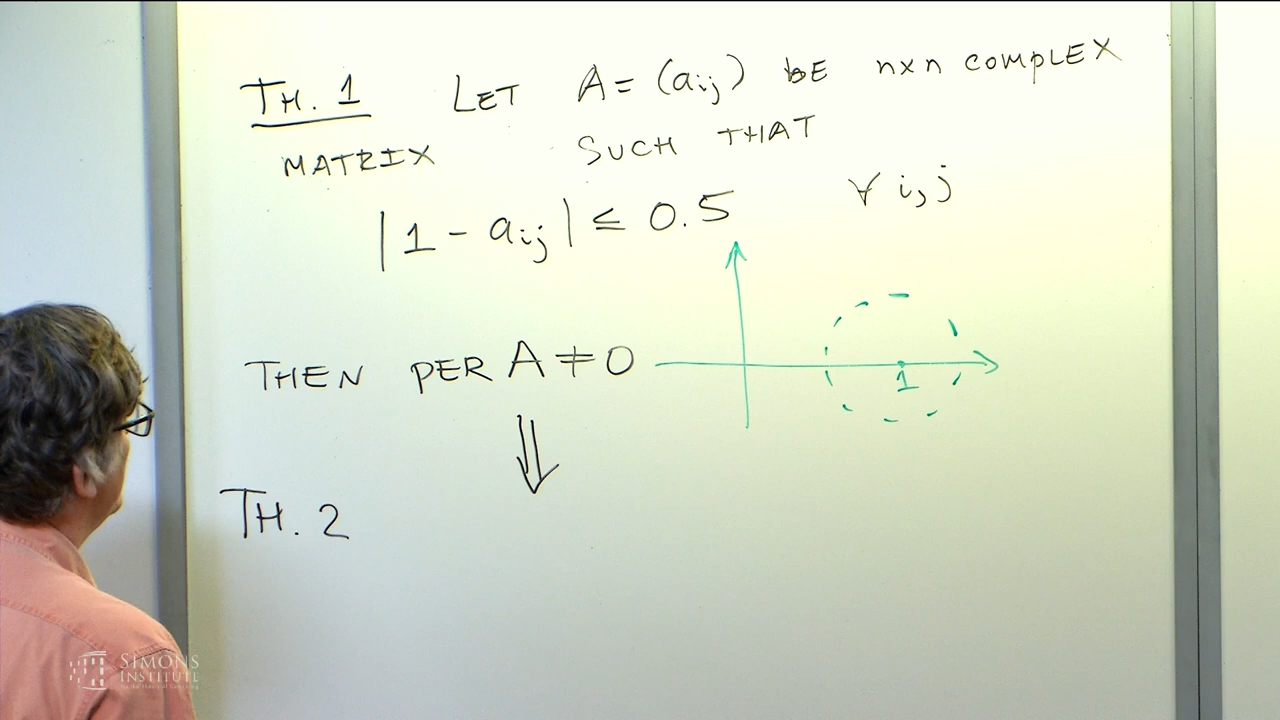 TH. 1 LET A = (aij) bE nxn COMPLEX
MATRIX SUCH THAT
|1 - aij| ≤ 0.5 ∀ i, j
THEN PER A ≠ 0
1
⇓
TH. 2
SIMONS
INSTITUTE